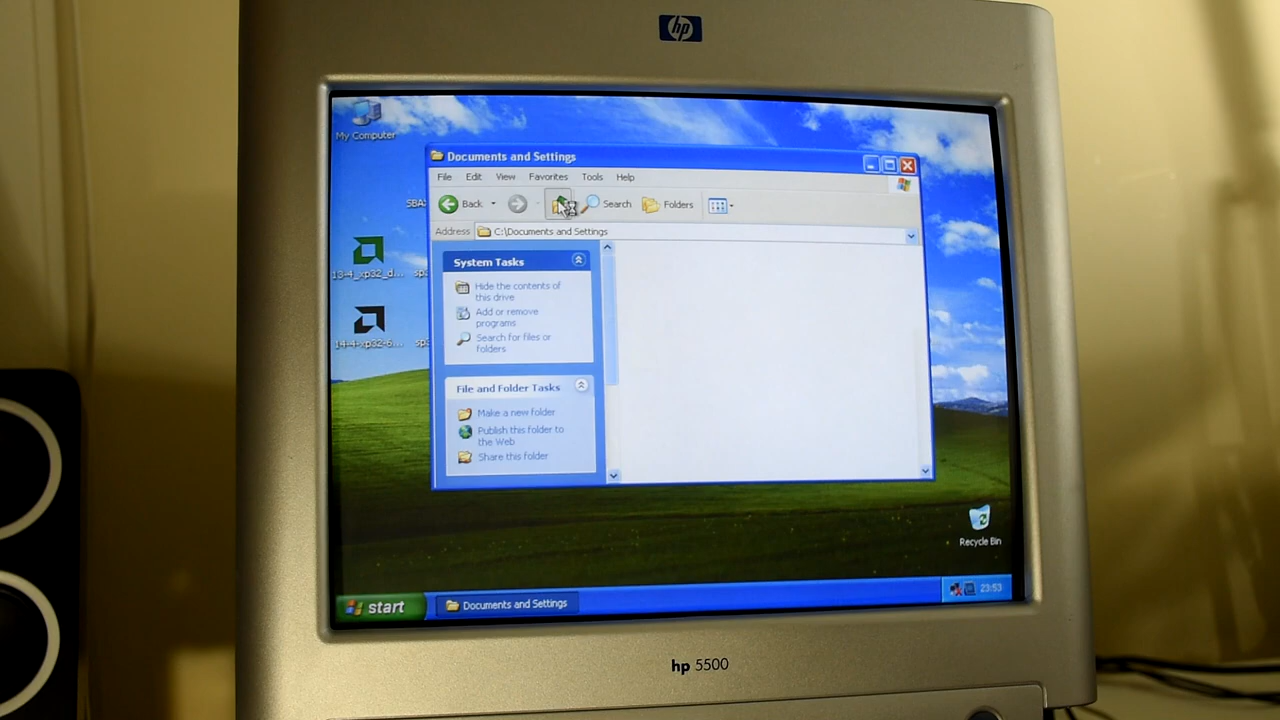 hp
My Computer
Documents and Settings
File Edit View Favorites Tools Help
Back Search Folders
Address C:\Documents and Settings
System Tasks
Hide the contents of
this drive
Add or remove
programs
Search for files or
folders
File and Folder Tasks
Make a new folder
Publish this folder to
the Web
Share this folder
13-4_xp32_d...
Recycle Bin
start Documents and Settings 23:53
hp 5500